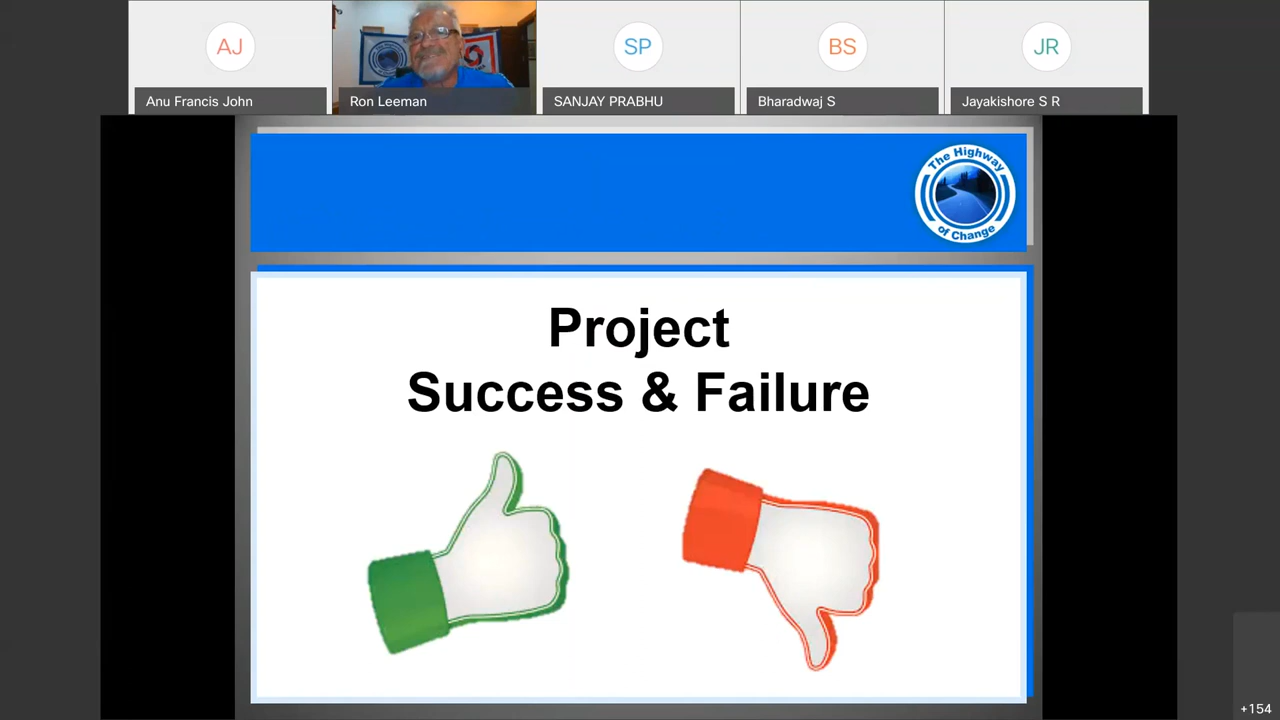 AJ
SP
BS
JR
Anu Francis John
Ron Leeman
SANJAY PRABHU
Bharadwaj S
Jayakishore S R
The Highway
of Change
Project
Success & Failure
+154